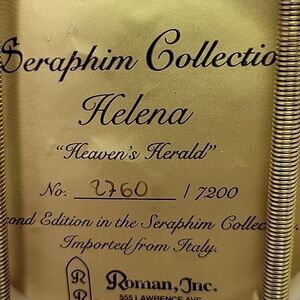 Seraphim Collectio
Helena
"Heaven's Herald"
No. 2760 / 7200
ond Edition in the Seraphim Collec
Imported from Italy.
R
Roman, Inc.
555 LAWRENCE AVE